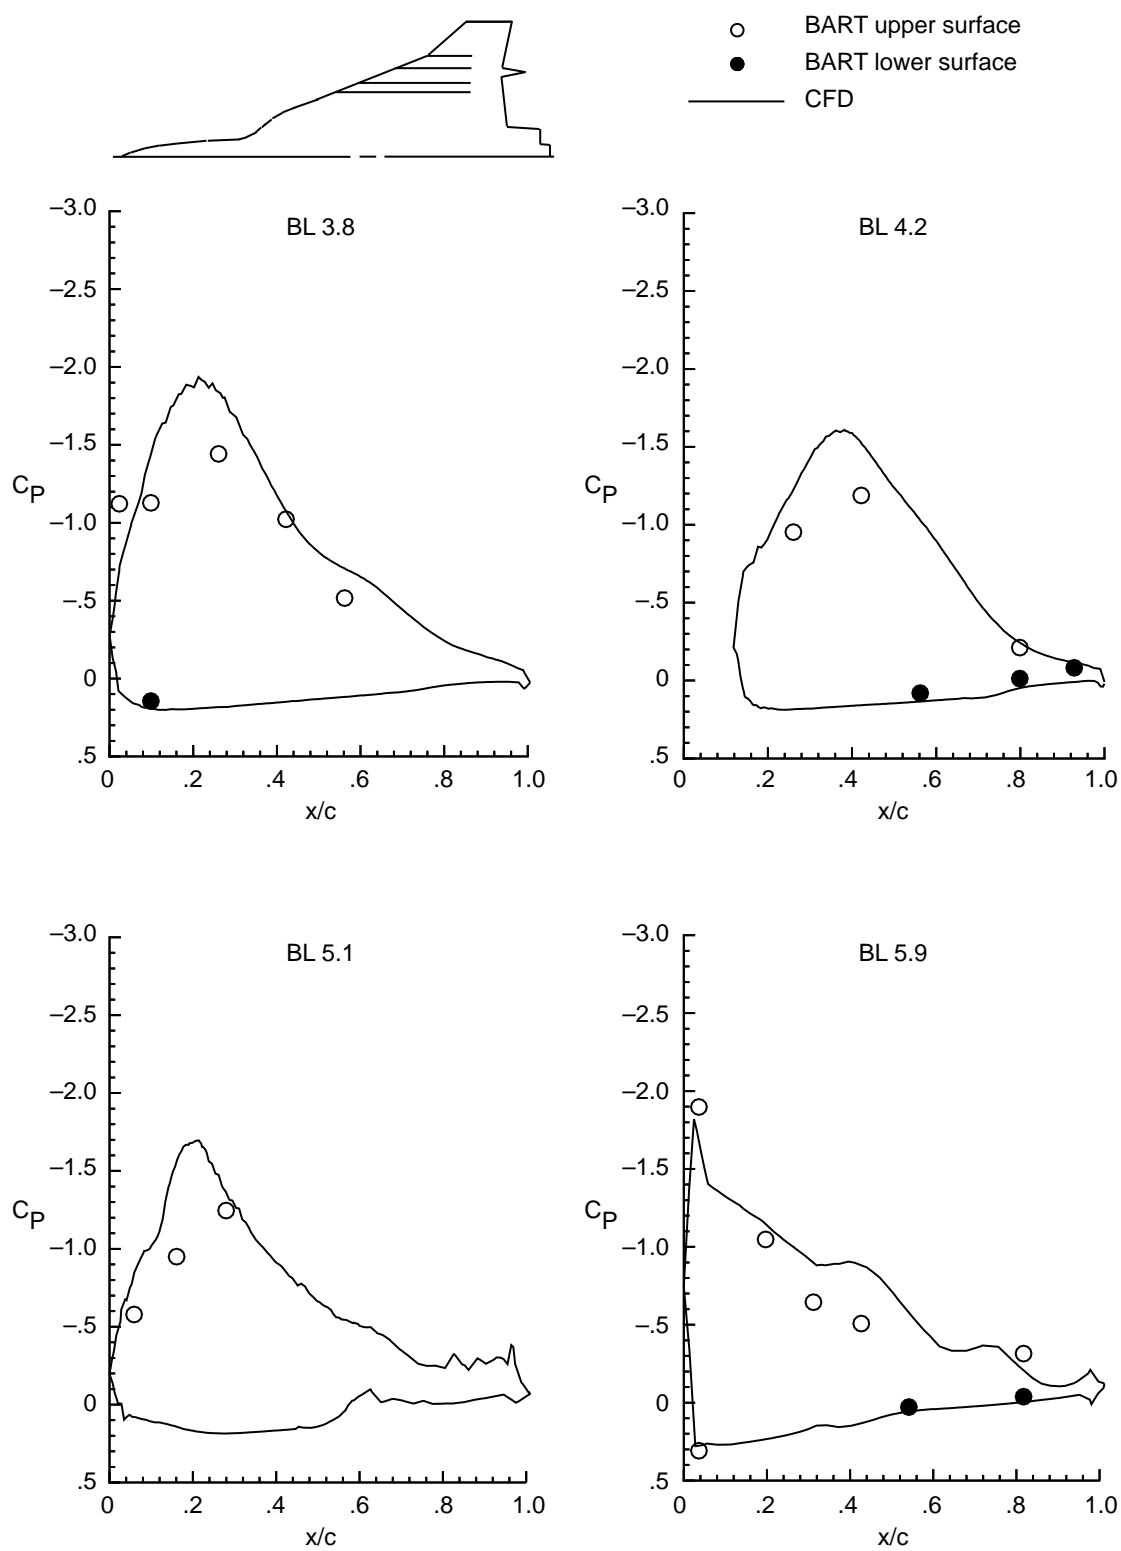 BART upper surface
BART lower surface
CFD
BL 3.8
–3.0
–2.5
–2.0
–1.5
–1.0
–.5
0
.5
CP
0 .2 .4 .6 .8 1.0
x/c
BL 4.2
–3.0
–2.5
–2.0
–1.5
–1.0
–.5
0
.5
CP
0 .2 .4 .6 .8 1.0
x/c
BL 5.1
–3.0
–2.5
–2.0
–1.5
–1.0
–.5
0
.5
CP
0 .2 .4 .6 .8 1.0
x/c
BL 5.9
–3.0
–2.5
–2.0
–1.5
–1.0
–.5
0
.5
CP
0 .2 .4 .6 .8 1.0
x/c